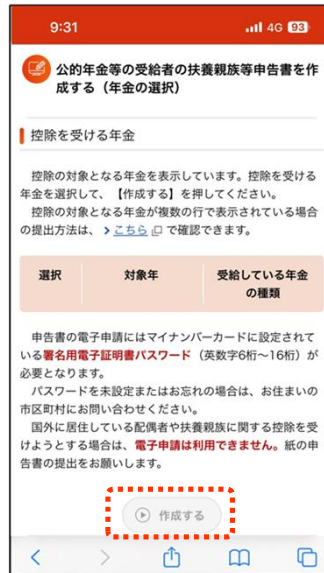 9:31
4G 93
公的年金等の受給者の扶養親族等申告書を作
成する（年金の選択）
控除を受ける年金
控除の対象となる年金を表示しています。控除を受ける
年金を選択して、【作成する】を押してください。
控除の対象となる年金が複数の行で表示されている場合
の提出方法は、 > こちら で確認できます。
選択 対象年 受給している年金
の種類
申告書の電子申請にはマイナンバーカードに設定されて
いる署名用電子証明書パスワード（英数字6桁～16桁）が
必要となります。
パスワードを未設定またはお忘れの場合は、お住まいの
市区町村にお問い合わせください。
国外に居住している配偶者や扶養親族に関する控除を受
けようとする場合は、電子申請は利用できません。紙の申
告書の提出をお願いします。
作成する